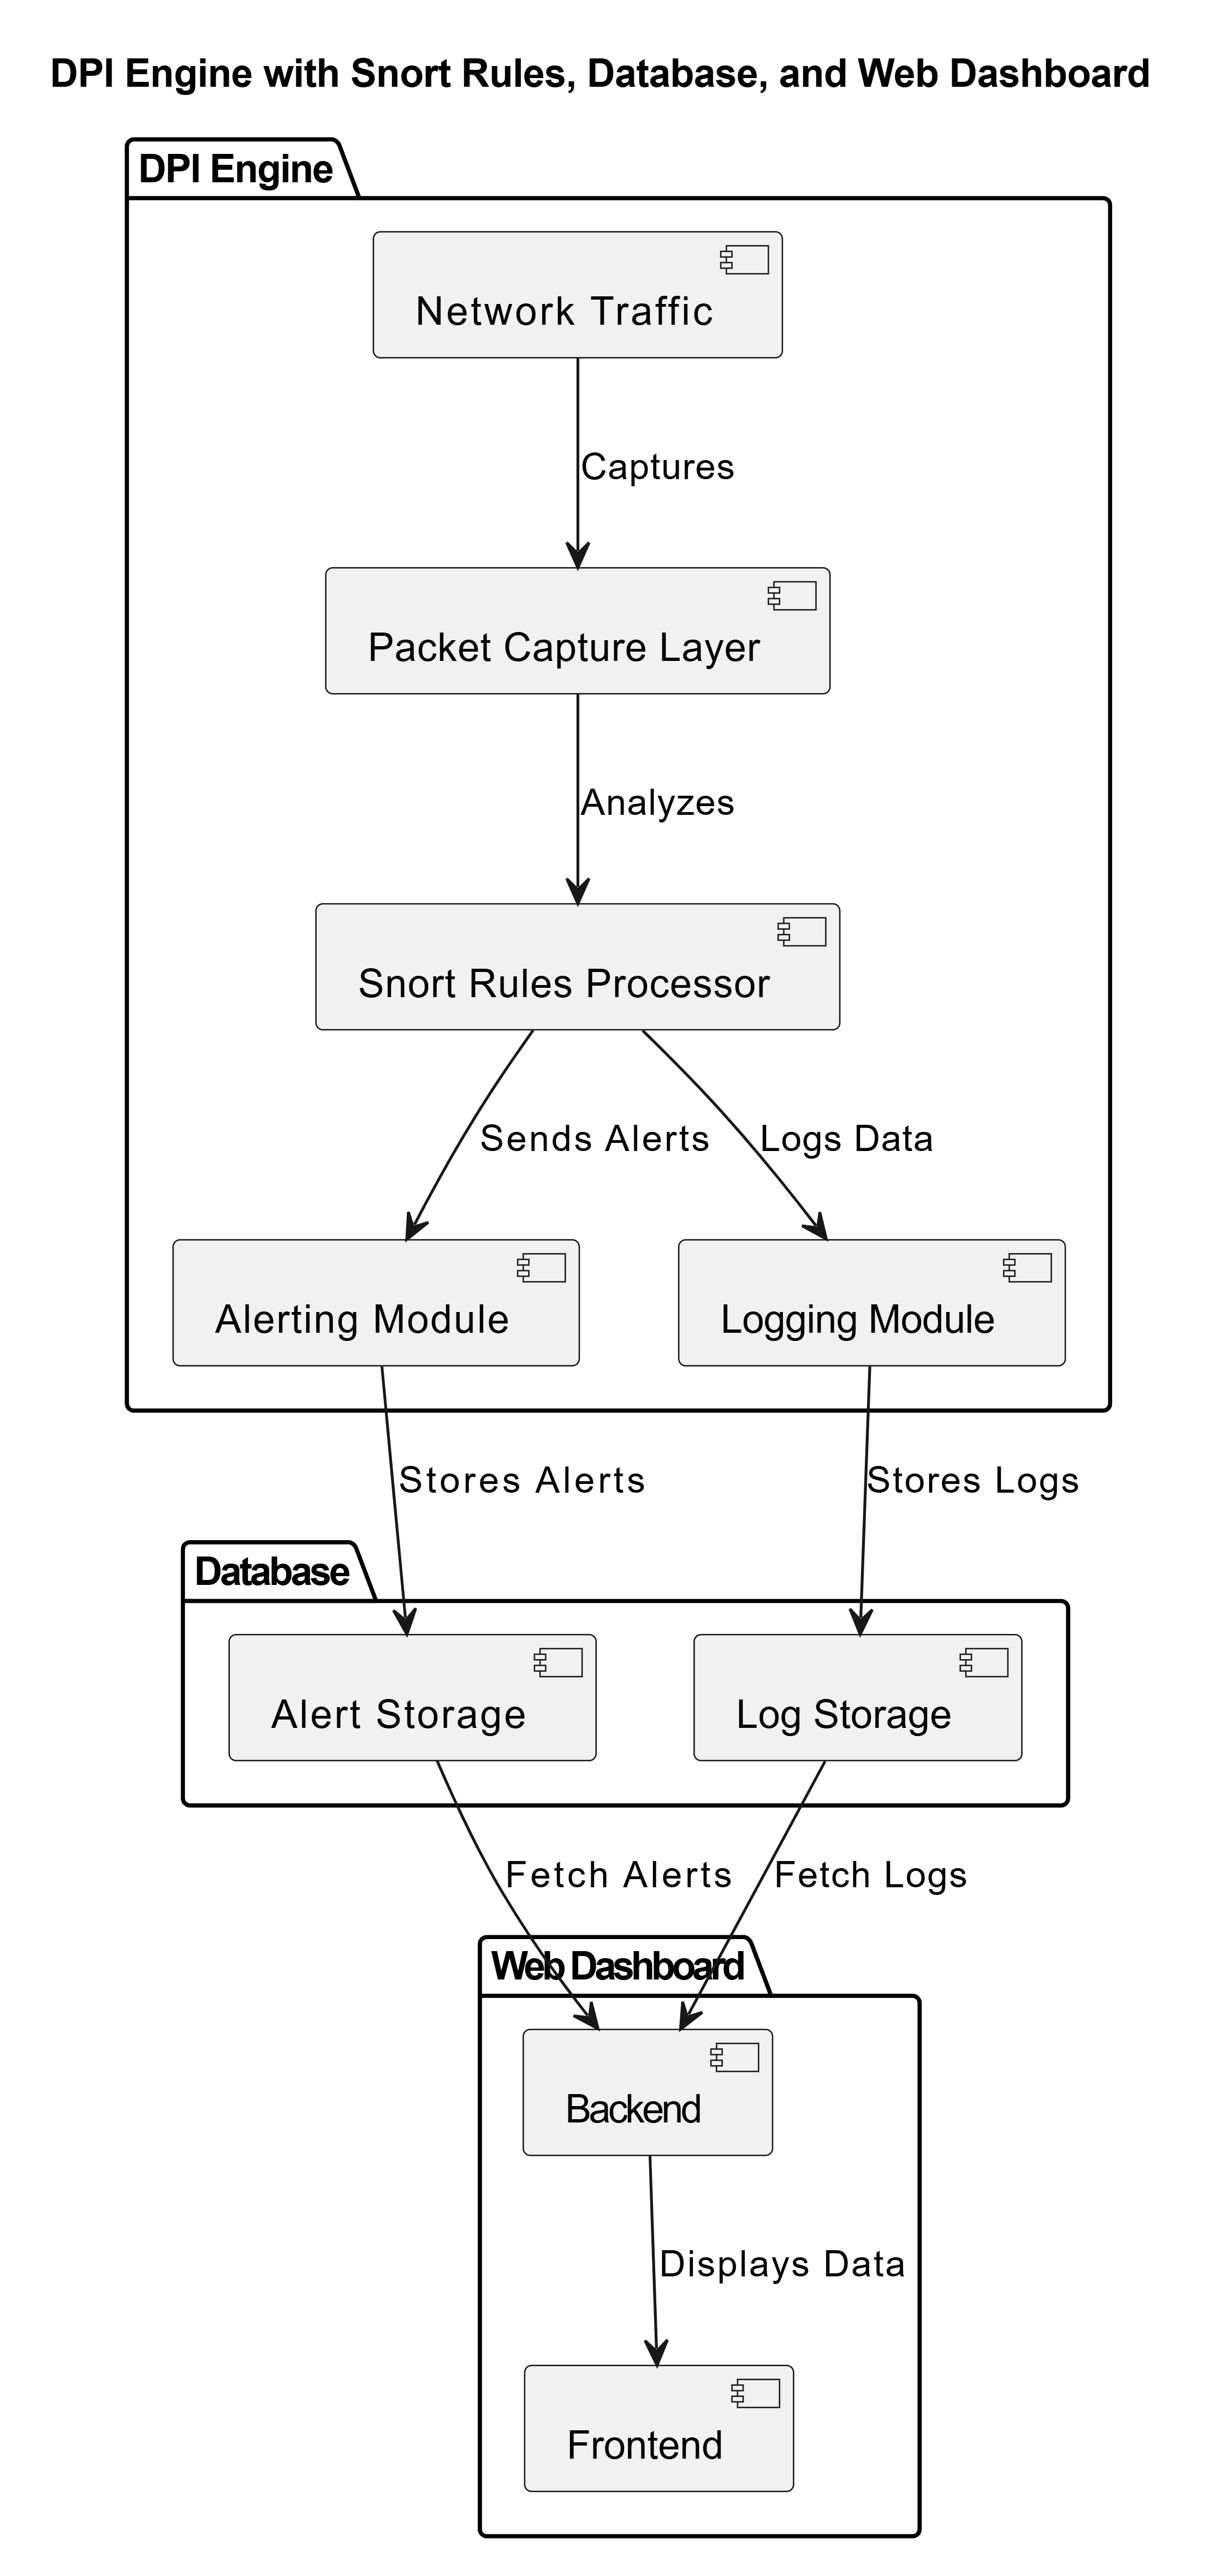 DPI Engine with Snort Rules, Database, and Web Dashboard
DPI Engine
Network Traffic
Captures
Packet Capture Layer
Analyzes
Snort Rules Processor
Sends Alerts
Logs Data
Alerting Module
Logging Module
Stores Alerts
Stores Logs
Database
Alert Storage
Log Storage
Fetch Alerts
Fetch Logs
Web Dashboard
Backend
Displays Data
Frontend